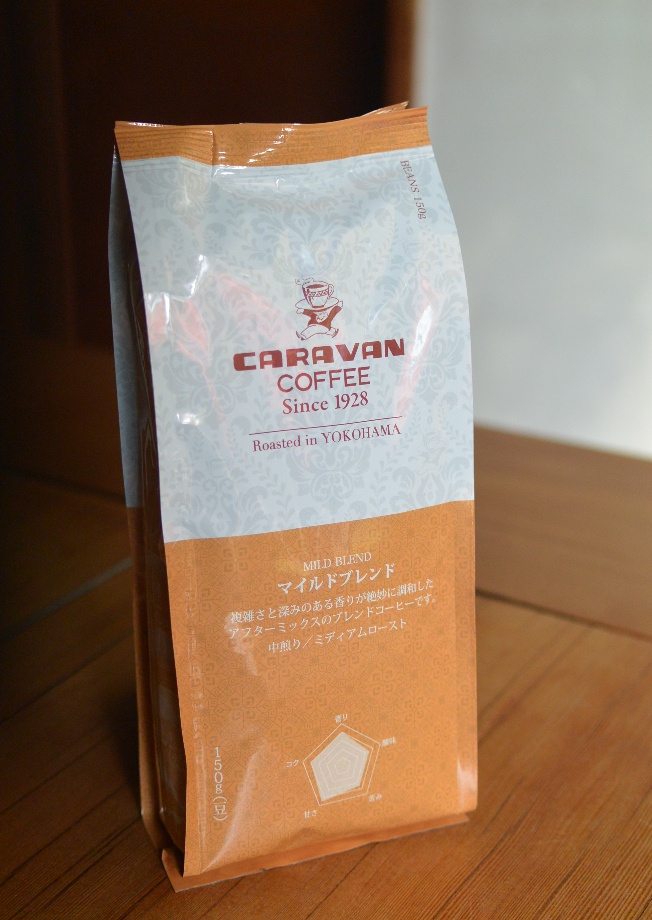 BEANS 150g
CARAVAN
COFFEE
Since 1928
Roasted in YOKOHAMA
MILD BLEND
マイルドブレンド
複雑さと深みのある香りが絶妙に調和した
アフターミックスのブレンドコーヒーです。
中煎り／ミディアムロースト
香り
酸味
コク
苦み
甘さ
150g(豆)